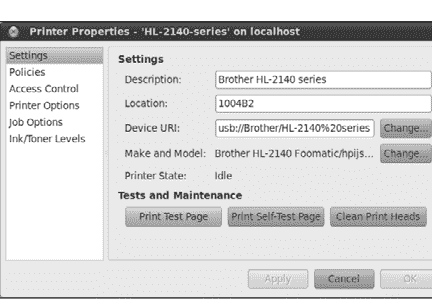 Printer Properties - 'HL-2140-series' on localhost
Settings
Policies
Access Control
Printer Options
Job Options
Ink/Toner Levels
Settings
Description: Brother HL-2140 series
Location: 1004B2
Device URI: usb://Brother/HL-2140%20series Change...
Make and Model: Brother HL-2140 Foomatic/hpijs... Change...
Printer State: Idle
Tests and Maintenance
Print Test Page Print Self-Test Page Clean Print Heads
Apply Cancel OK